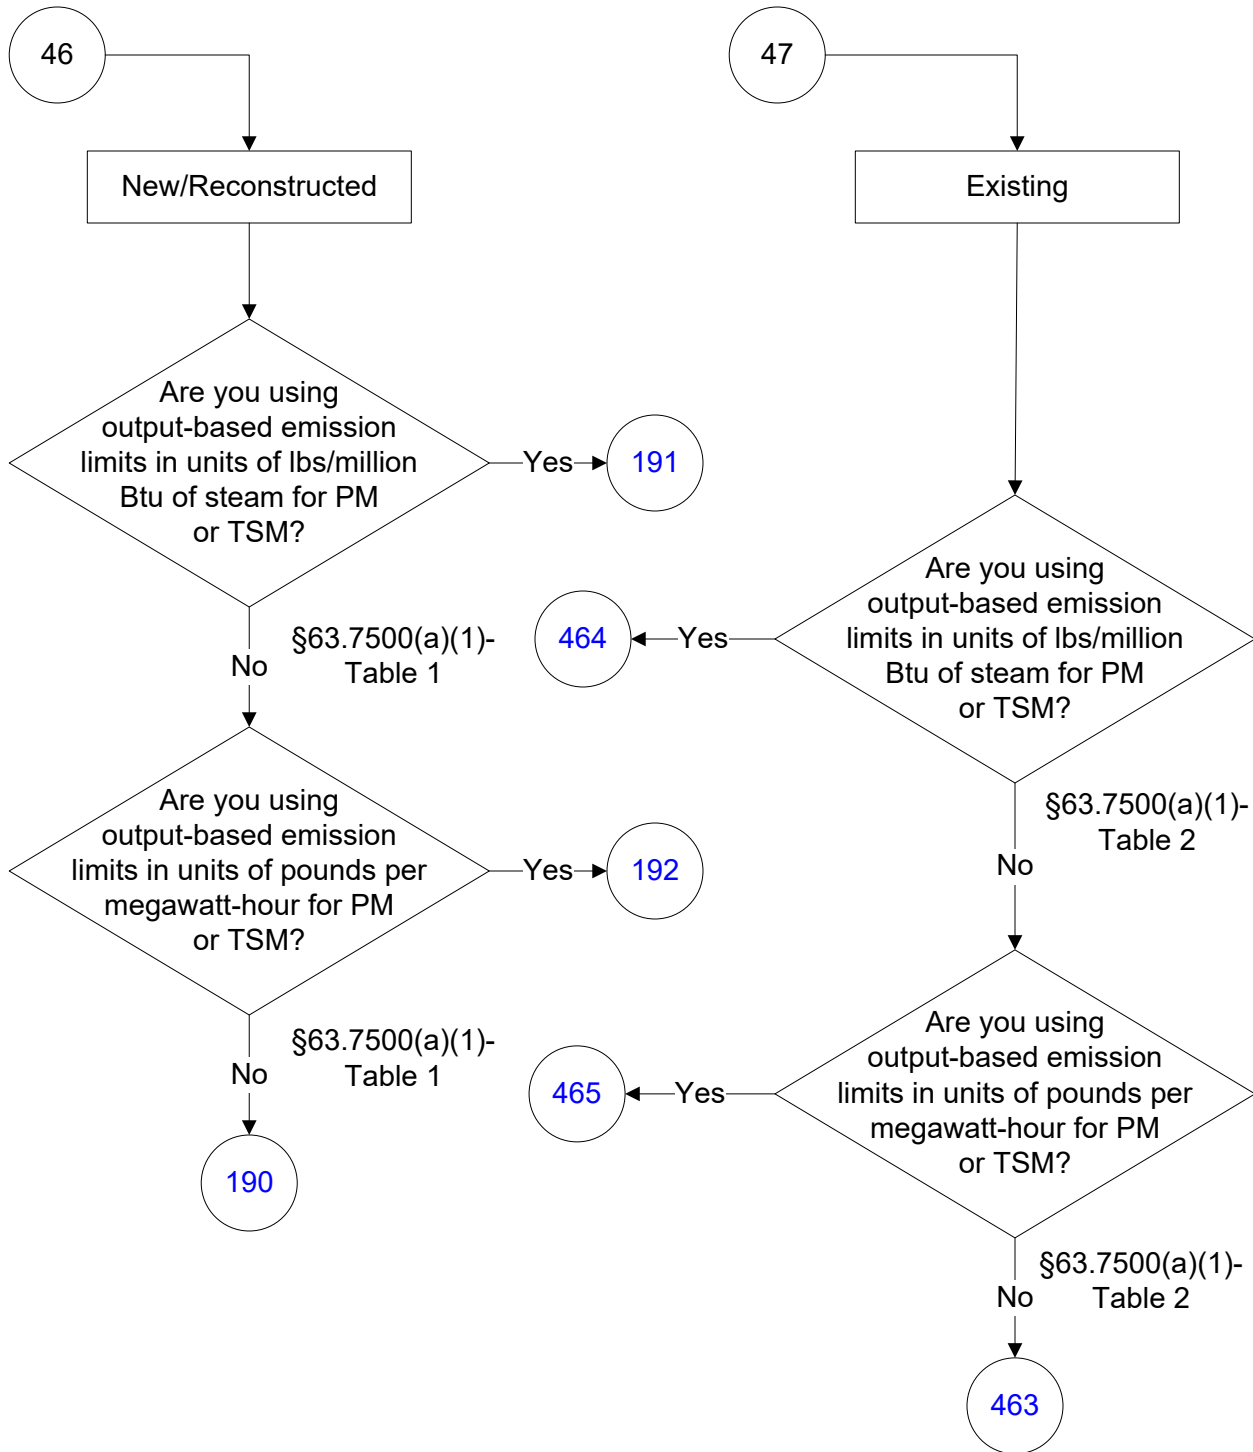 46
New/Reconstructed
Are you using
output-based emission
limits in units of lbs/million
Btu of steam for PM
or TSM?
Yes
191
No
§63.7500(a)(1)-
Table 1
Are you using
output-based emission
limits in units of pounds per
megawatt-hour for PM
or TSM?
Yes
192
No
§63.7500(a)(1)-
Table 1
190
47
Existing
Are you using
output-based emission
limits in units of lbs/million
Btu of steam for PM
or TSM?
Yes
464
No
§63.7500(a)(1)-
Table 2
Are you using
output-based emission
limits in units of pounds per
megawatt-hour for PM
or TSM?
Yes
465
No
§63.7500(a)(1)-
Table 2
463